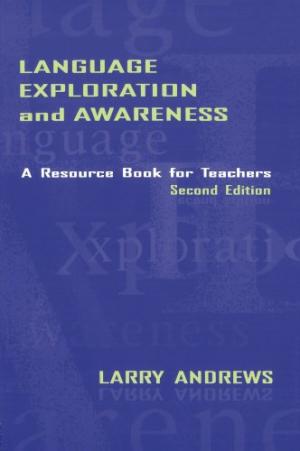 LANGUAGE
EXPLORATION
and AWARENESS
A Resource Book for Teachers
Second Edition
LARRY ANDREWS